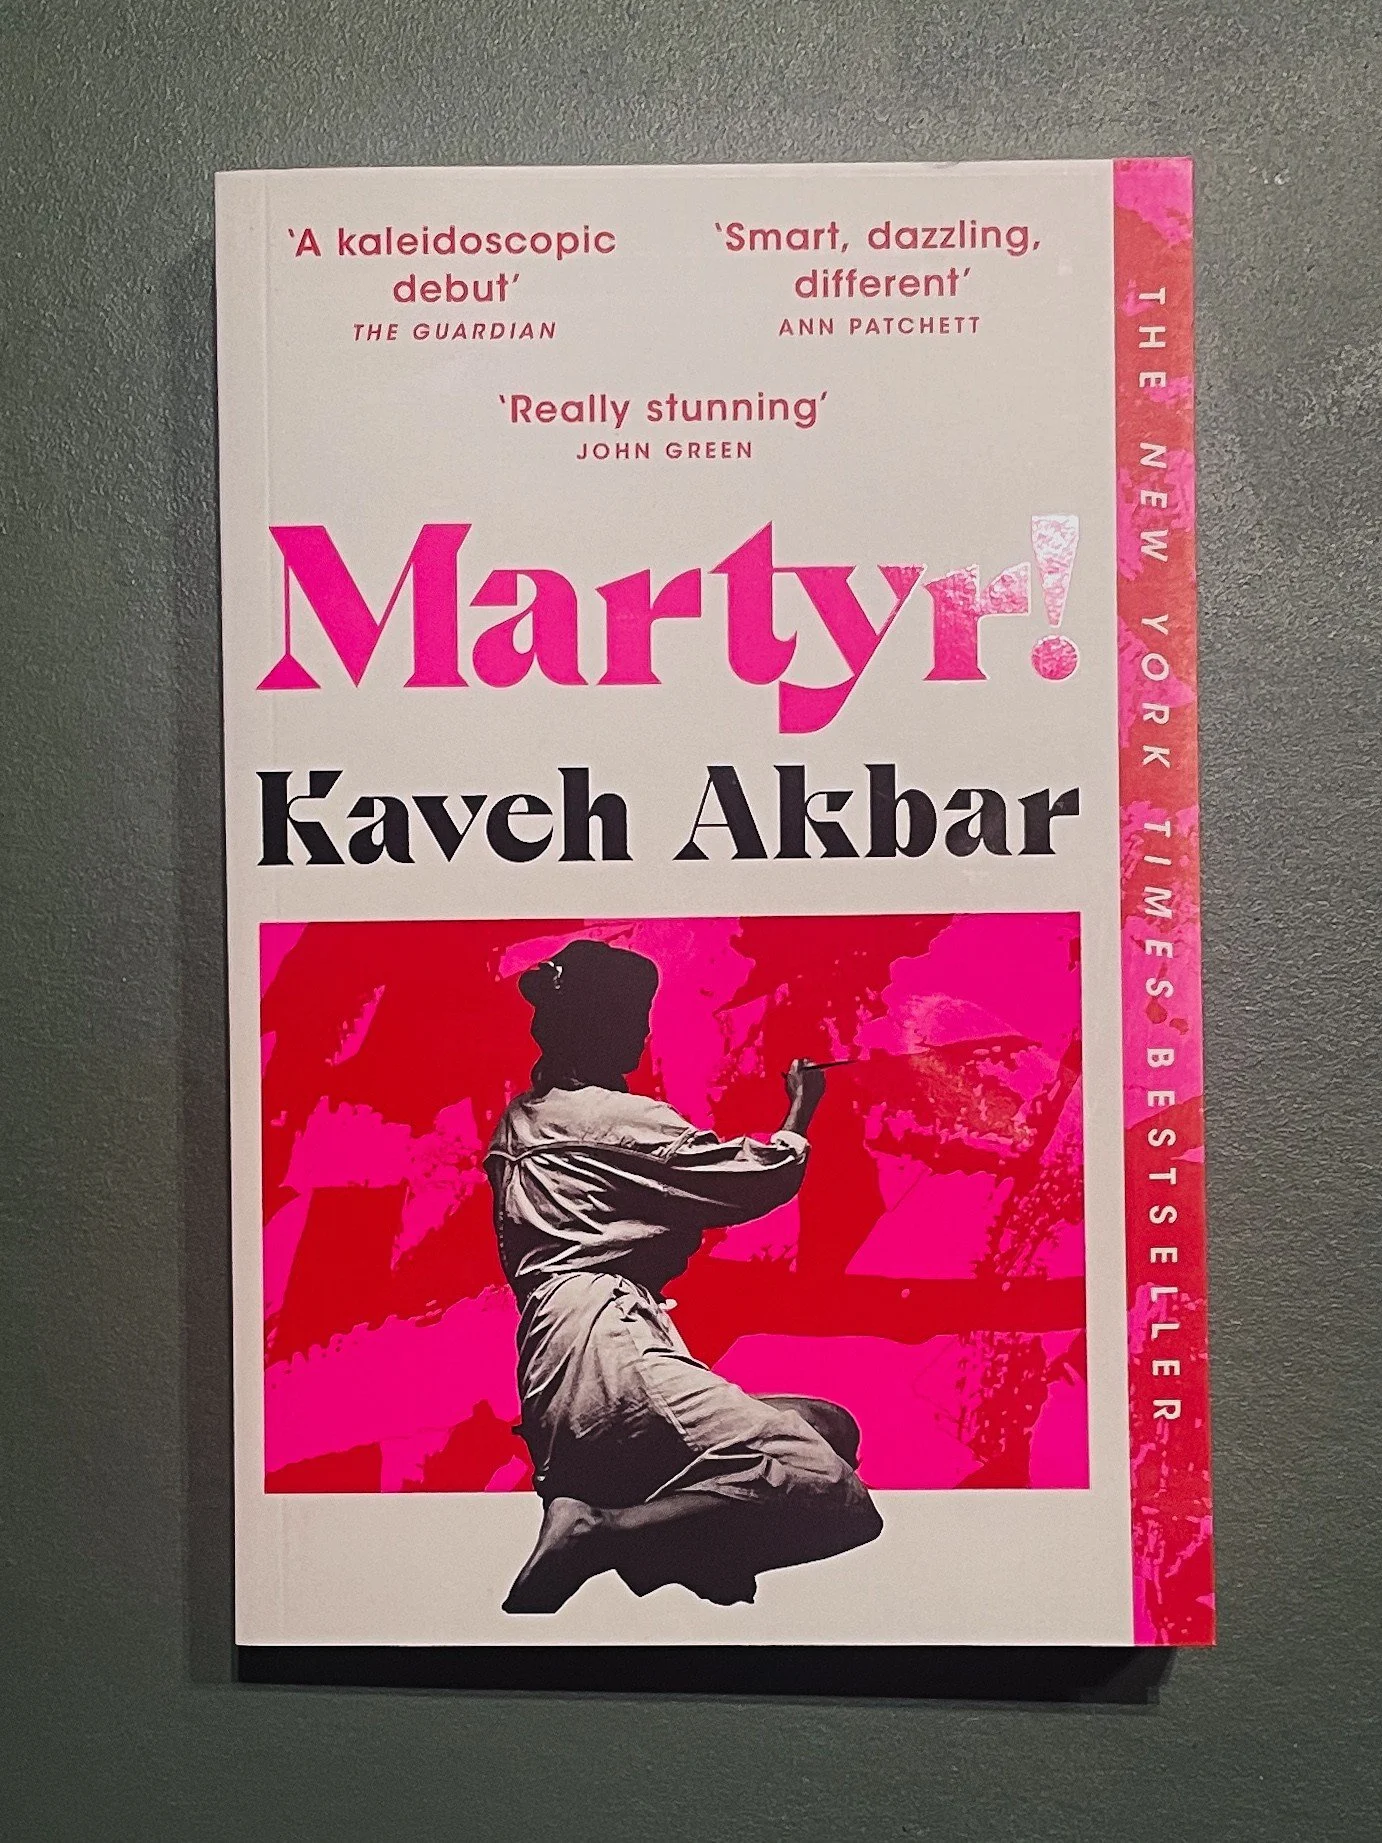 ‘A kaleidoscopic
debut’
THE GUARDIAN
‘Smart, dazzling,
different’
ANN PATCHETT
‘Really stunning’
JOHN GREEN
Martyr!
Kaveh Akbar
THE NEW YORK TIMES BESTSELLER